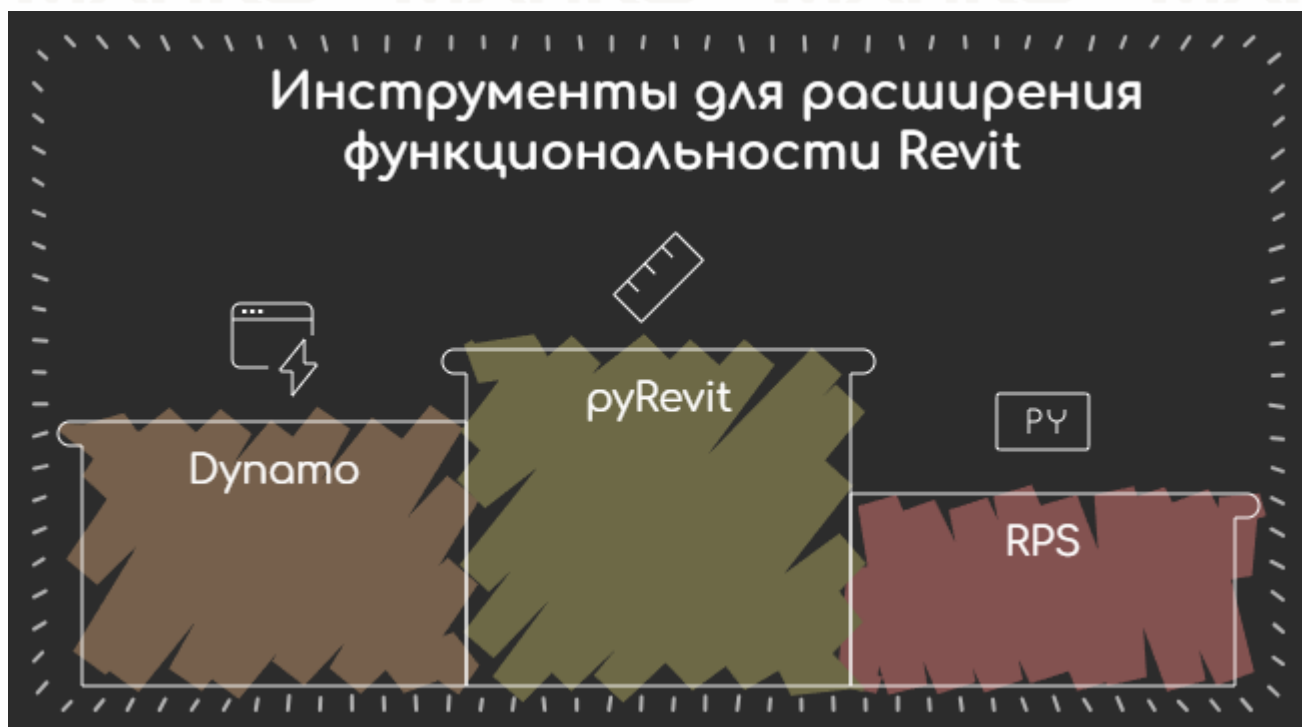 Инструменты для расширения
функциональности Revit
pyRevit
Dynamo
PY
RPS